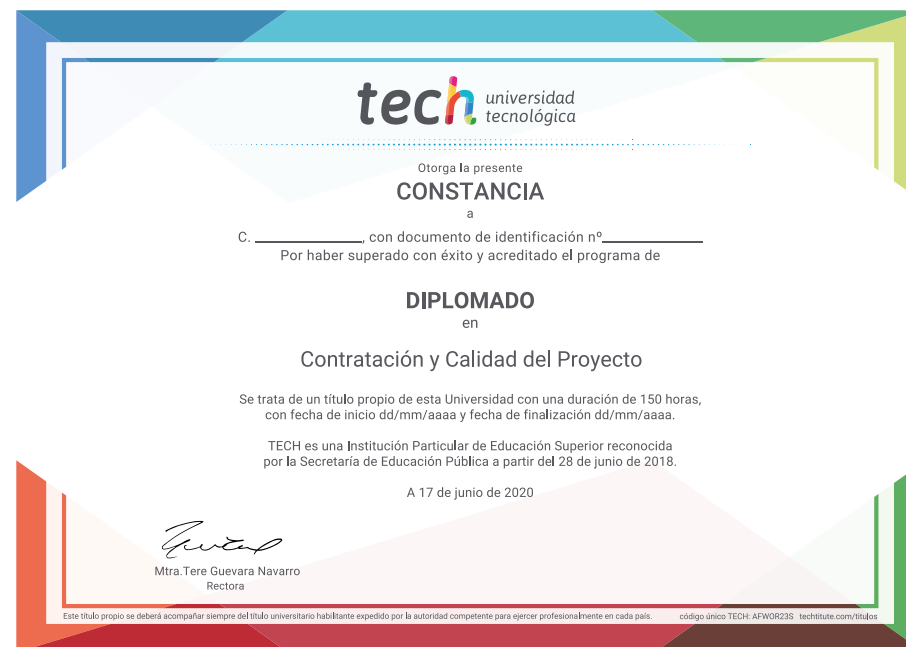 tech universidad
tecnológica
Otorga la presente
CONSTANCIA
a
C. ______________, con documento de identificación nº_____________
Por haber superado con éxito y acreditado el programa de
DIPLOMADO
en
Contratación y Calidad del Proyecto
Se trata de un título propio de esta Universidad con una duración de 150 horas,
con fecha de inicio dd/mm/aaaa y fecha de finalización dd/mm/aaaa.
TECH es una Institución Particular de Educación Superior reconocida
por la Secretaría de Educación Pública a partir del 28 de junio de 2018.
A 17 de junio de 2020
Mtra.Tere Guevara Navarro
Rectora
Este título propio se deberá acompañar siempre del título universitario habilitante expedido por la autoridad competente para ejercer profesionalmente en cada país. código único TECH: AFWOR23S techtitute.com/titulos